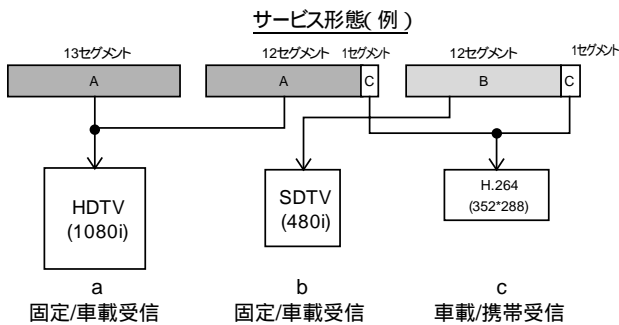 サービス形態(例)
13セグメント
12セグメント 1セグメント
12セグメント 1セグメント
A
A C
B C
HDTV
(1080i)
SDTV
(480i)
H.264
(352*288)
a
固定/車載受信
b
固定/車載受信
c
車載/携帯受信